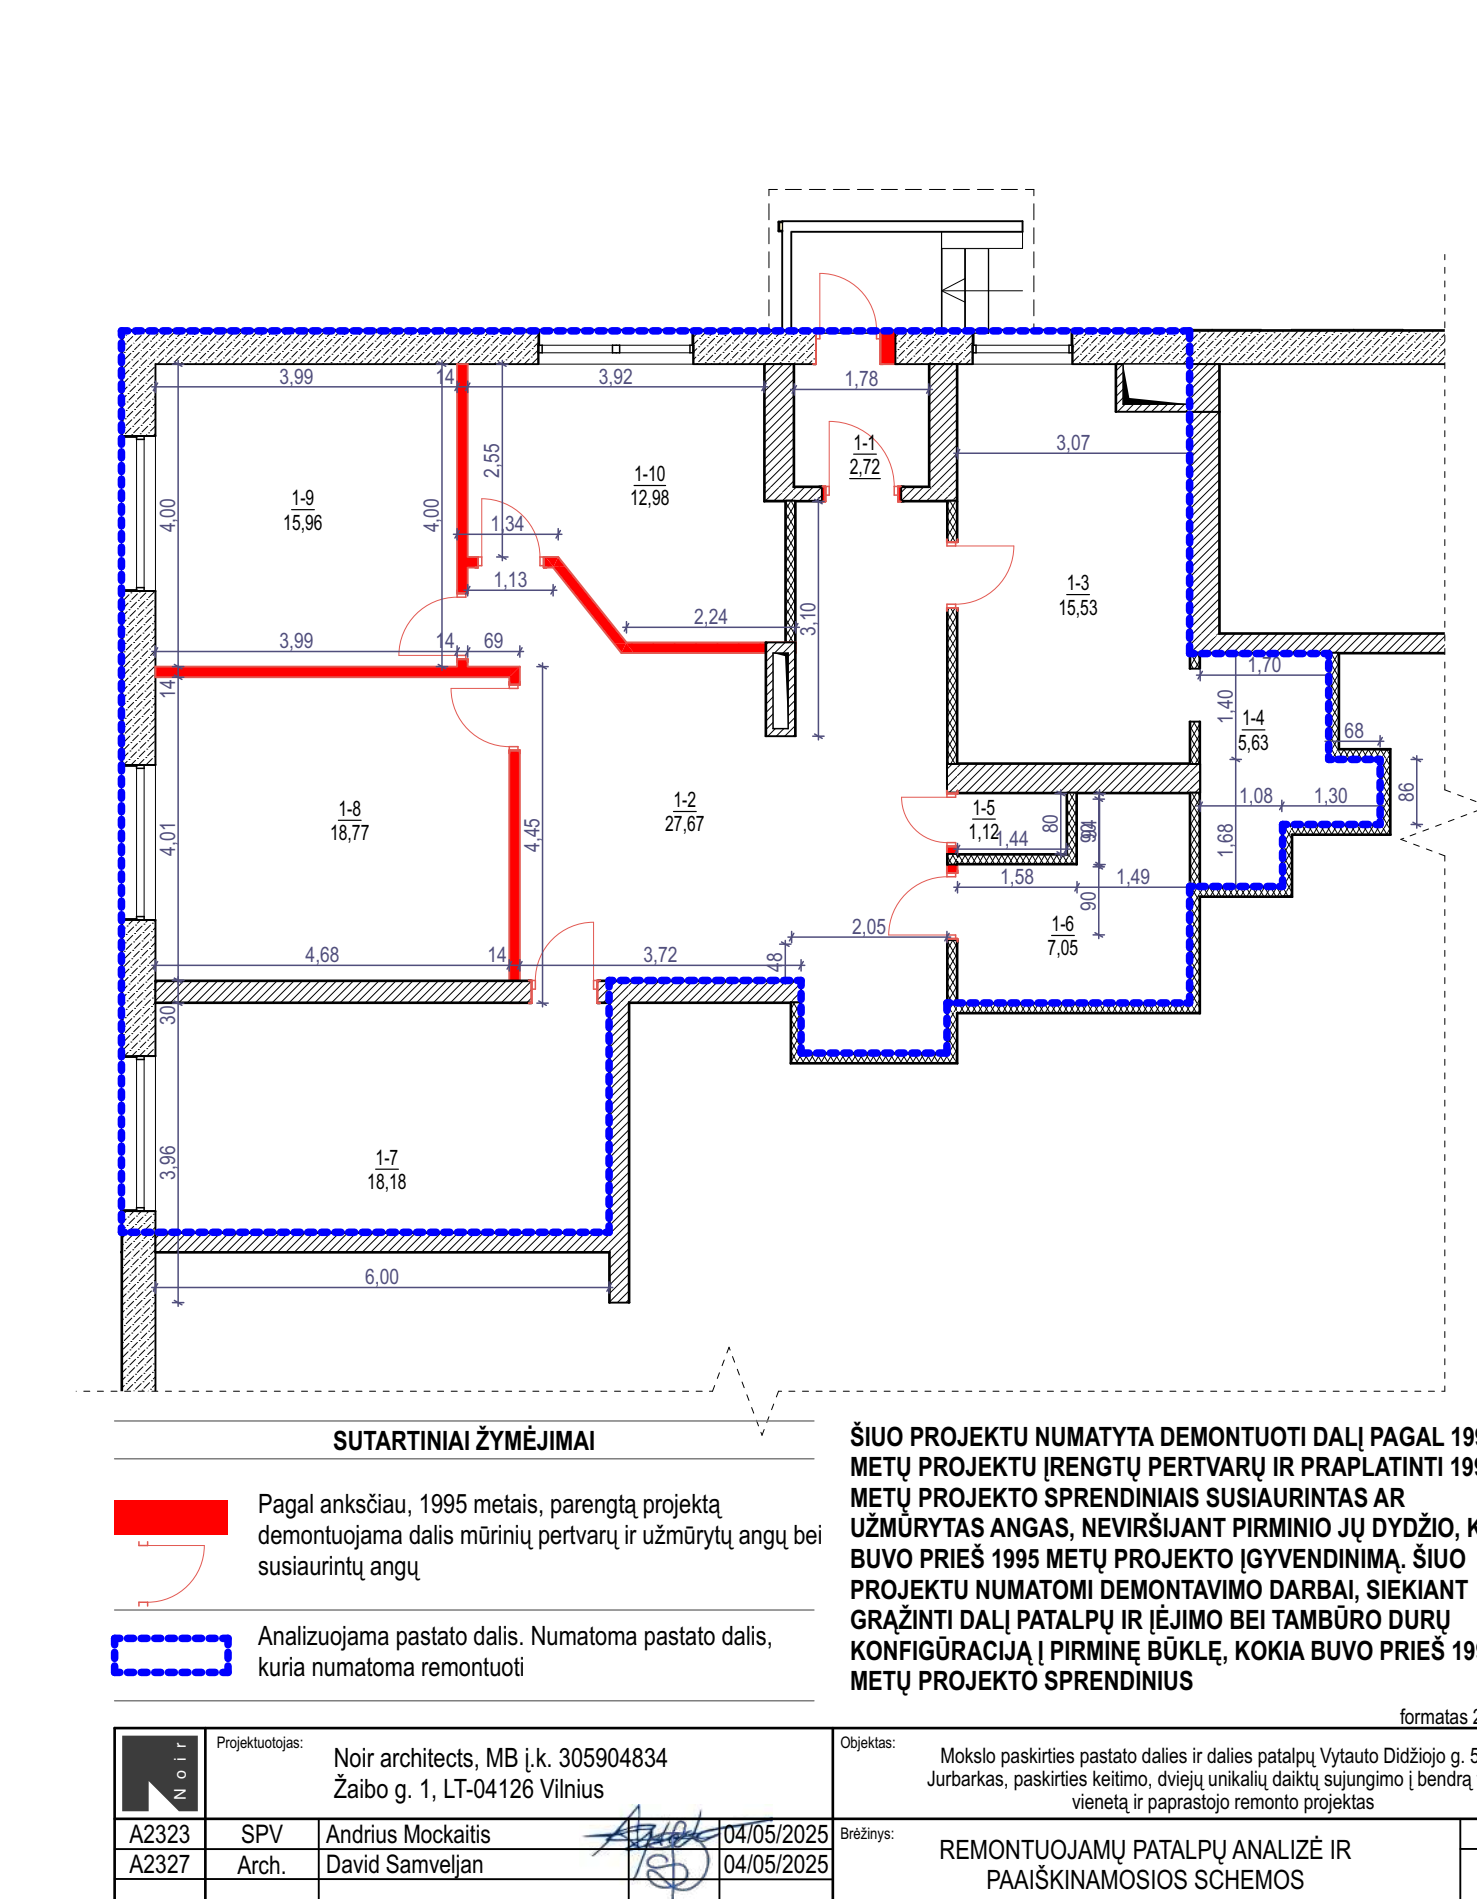 3,99
14
3,92
1,78
3,07
2,55
1-1
2,72
1-10
12,98
1-9
15,96
4,00
4,00
1,34
1,13
1-3
15,53
3,10
2,24
3,99
14
69
14
1,70
1,40
1-4
5,63
68
86
1-8
18,77
4,01
4,45
1-2
27,67
1-5
1,12
1,44
80
1,08
1,30
1,68
1,58
1,49
90
1-6
7,05
2,05
48
4,68
14
3,72
30
3,96
1-7
18,18
6,00
SUTARTINIAI ŽYMĖJIMAI
Pagal anksčiau, 1995 metais, parengtą projektą
demontuojama dalis mūrinių pertvarų ir užmūrytų angų bei
susiaurintų angų
Analizuojama pastato dalis. Numatoma pastato dalis,
kuria numatoma remontuoti
ŠIUO PROJEKTU NUMATYTA DEMONTUOTI DALĮ PAGAL
METŲ PROJEKTU ĮRENGTŲ PERTVARŲ IR PRAPLATINTI
METŲ PROJEKTO SPRENDINIAIS SUSIAURINTAS AR
UŽMŪRYTAS ANGAS, NEVIRŠIJANT PIRMINIO JŲ DYDŽIO,
BUVO PRIEŠ 1995 METŲ PROJEKTO ĮGYVENDINIMĄ. ŠIUO
PROJEKTU NUMATOMI DEMONTAVIMO DARBAI, SIEKIANT
GRĄŽINTI DALĮ PATALPŲ IR ĮĖJIMO BEI TAMBŪRO DURŲ
KONFIGŪRACIJĄ Į PIRMINĘ BŪKLĘ, KOKIA BUVO PRIEŠ
METŲ PROJEKTO SPRENDINIUS
formatas
Noir
Projektuotojas:
Noir architects, MB į.k. 305904834
Žaibo g. 1, LT-04126 Vilnius
Objektas:
Mokslo paskirties pastato dalies ir dalies patalpų Vytauto Didžiojo g.
Jurbarkas, paskirties keitimo, dviejų unikalių daiktų sujungimo į bendrą
vienetą ir paprastojo remonto projektas
A2323 SPV Andrius Mockaitis 04/05/2025
A2327 Arch. David Samveljan 04/05/2025
Brėžinys:
REMONTUOJAMŲ PATALPŲ ANALIZĖ IR
PAAIŠKINAMOSIOS SCHEMOS